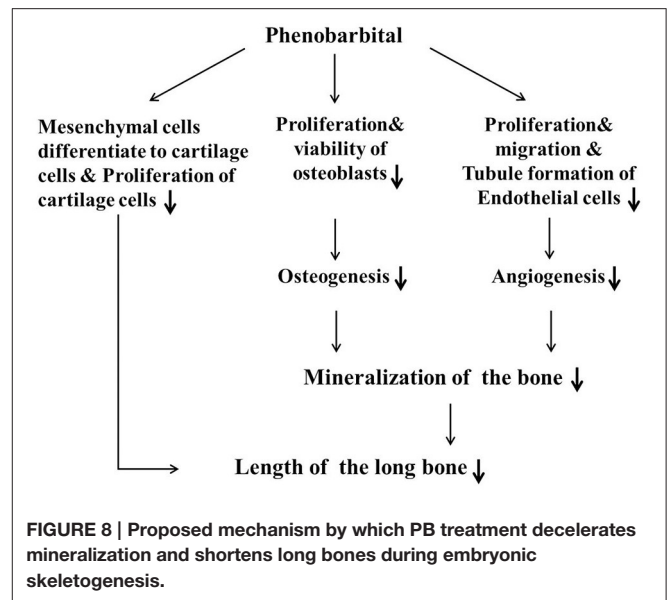 Phenobarbital
Mesenchymal cells
differentiate to cartilage
cells & Proliferation of
cartilage cells ↓
Proliferation&
viability of
osteoblasts ↓
Proliferation&
migration &
Tubule formation of
Endothelial cells ↓
Osteogenesis ↓
Angiogenesis ↓
Mineralization of the bone ↓
Length of the long bone ↓
FIGURE 8 | Proposed mechanism by which PB treatment decelerates
mineralization and shortens long bones during embryonic
skeletogenesis.